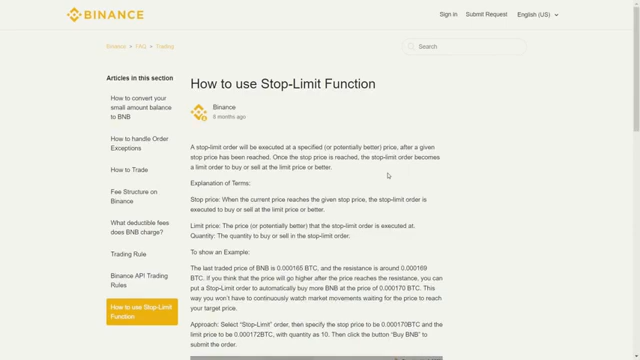 BINANCE
Sign in Submit Request English (US)
Binance FAQ Trading
Search
Articles in this section
How to convert your
small amount balance
to BNB
How to handle Order
Exceptions
How to Trade
Fee Structure on
Binance
What deductible fees
does BNB charge?
Trading Rule
Binance API Trading
Rules
How to use Stop-Limit
Function
How to use Stop-Limit Function
Binance
8 months ago
A stop-limit order will be executed at a specified (or potentially better) price, after a given
stop price has been reached. Once the stop price is reached, the stop-limit order becomes
a limit order to buy or sell at the limit price or better.
Explanation of Terms:
Stop price: When the current price reaches the given stop price, the stop-limit order is
executed to buy or sell at the limit price or better.
Limit price: The price (or potentially better) that the stop-limit order is executed at.
Quantity: The quantity to buy or sell in the stop-limit order.
To show an Example:
The last traded price of BNB is 0.000165 BTC, and the resistance is around 0.000169
BTC. If you think that the price will go higher after the price reaches the resistance, you can
put a Stop-Limit order to automatically buy more BNB at the price of 0.000170 BTC. This
way you won't have to continuously watch market movements waiting for the price to reach
your target price.
Approach: Select "Stop-Limit" order, then specify the stop price to be 0.000170BTC and the
limit price to be 0.000172BTC, with quantity as 10. Then click the button "Buy BNB" to
submit the order.